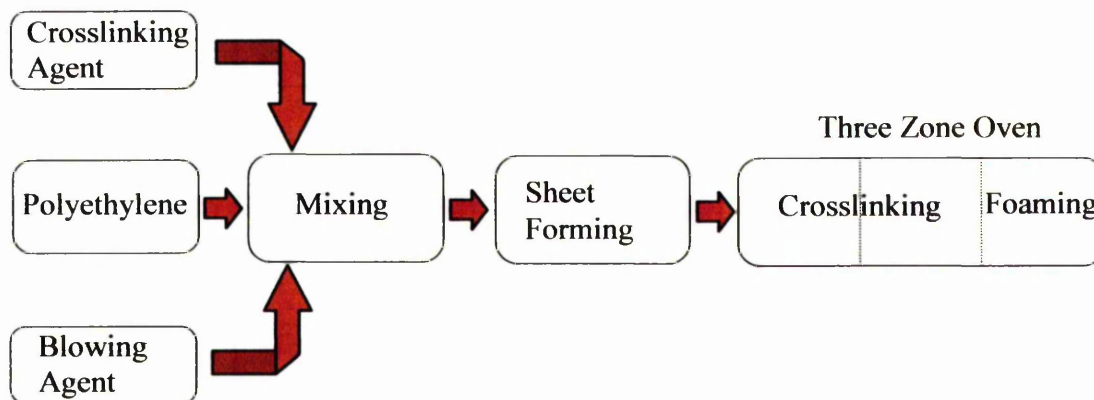 Crosslinking
Agent
Three Zone Oven
Polyethylene
Mixing
Sheet
Forming
Crosslinking
Foaming
Blowing
Agent